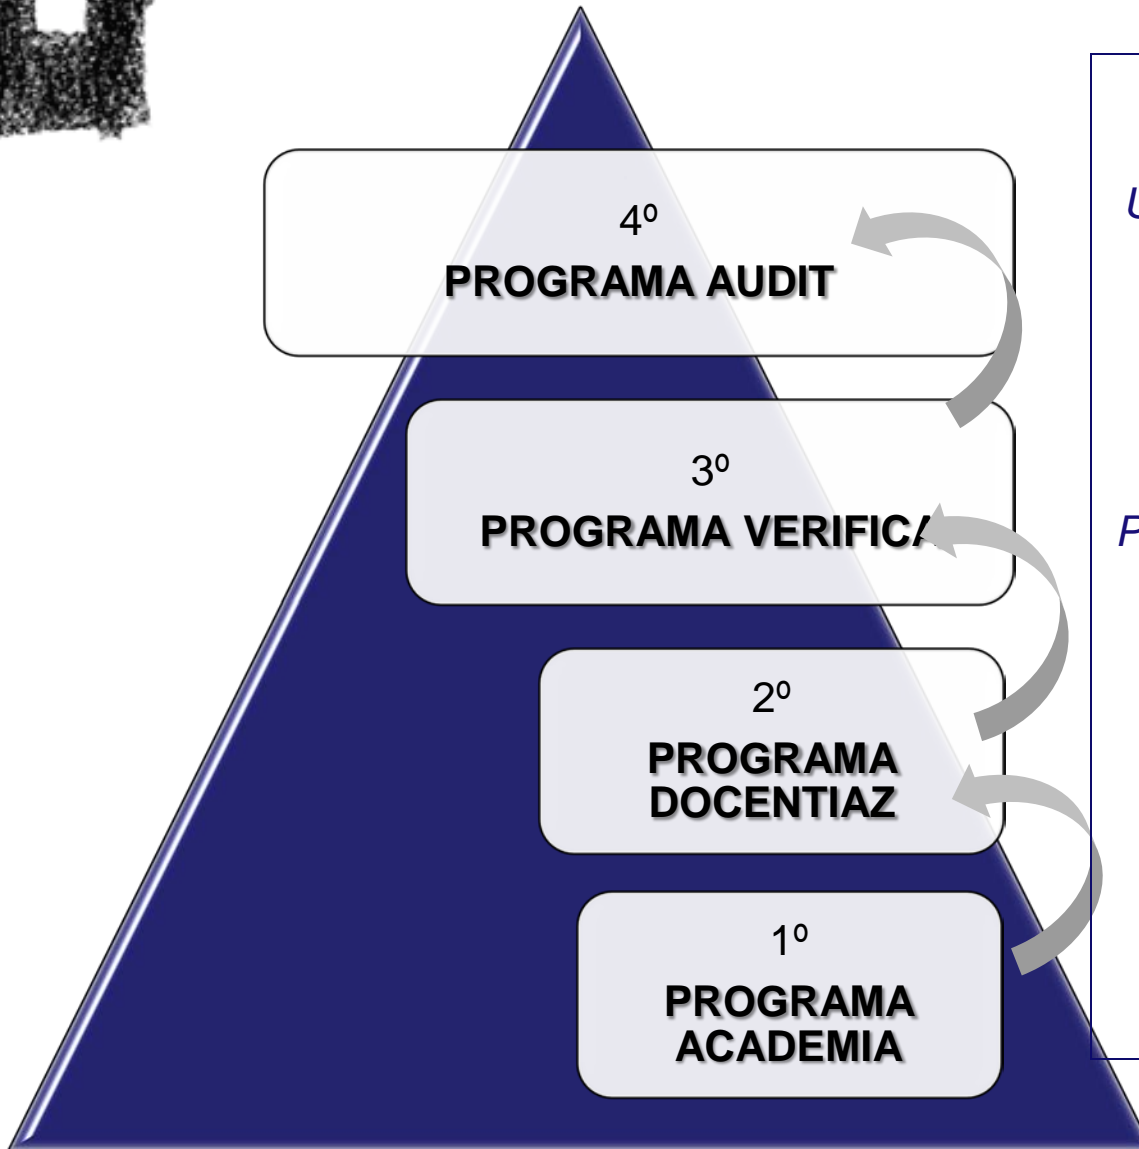 4º
PROGRAMA AUDIT
3º
PROGRAMA VERIFICA
2º
PROGRAMA
DOCENTIAZ
1º
PROGRAMA
ACADEMIA